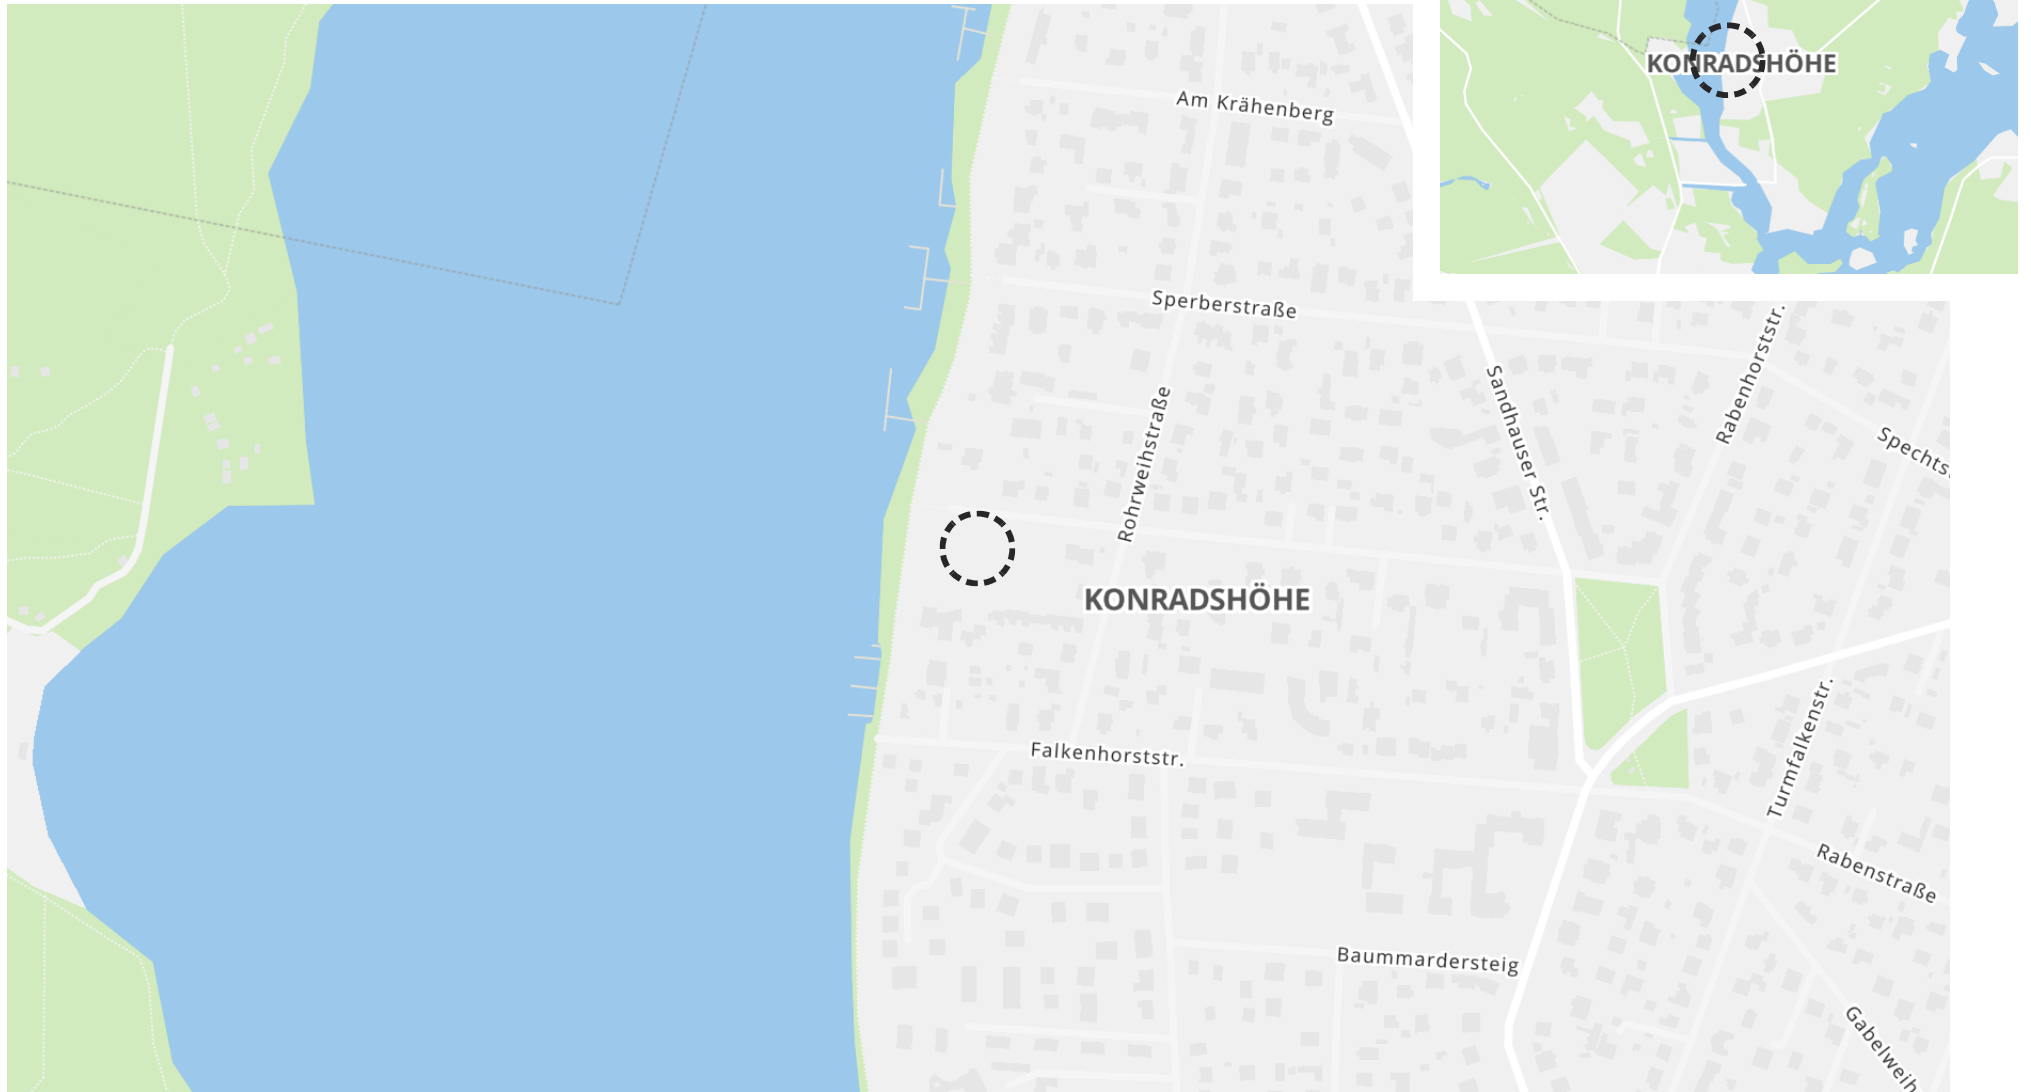 KONRADSHÖHE
Am Krähenberg
Sperberstraße
Rabenhorststr.
Sandhauser Str.
Rohrweihstraße
Spechts
KONRADSHÖHE
Falkenhorststr.
Turmfalkenstr.
Rabenstraße
Baummardersteig
Gabelweih